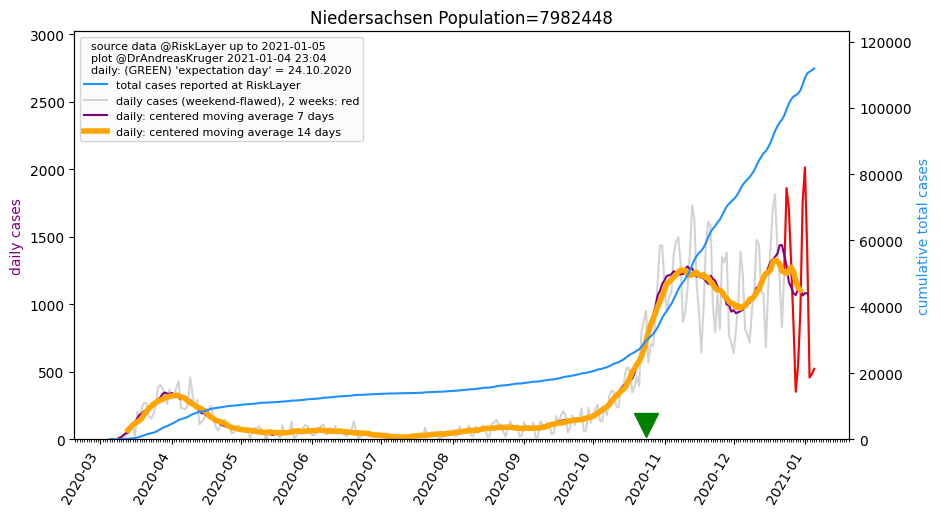 Niedersachsen Population=7982448
source data @RiskLayer up to 2021-01-05
plot @DrAndreasKruger 2021-01-04 23:04
daily: (GREEN) 'expectation day' = 24.10.2020
total cases reported at RiskLayer
daily cases (weekend-flawed), 2 weeks: red
daily: centered moving average 7 days
daily: centered moving average 14 days
daily cases
3000
2500
2000
1500
1000
500
0
120000
100000
80000
60000
40000
20000
0
cumulative total cases
2020-03
2020-04
2020-05
2020-06
2020-07
2020-08
2020-09
2020-10
2020-11
2020-12
2021-01